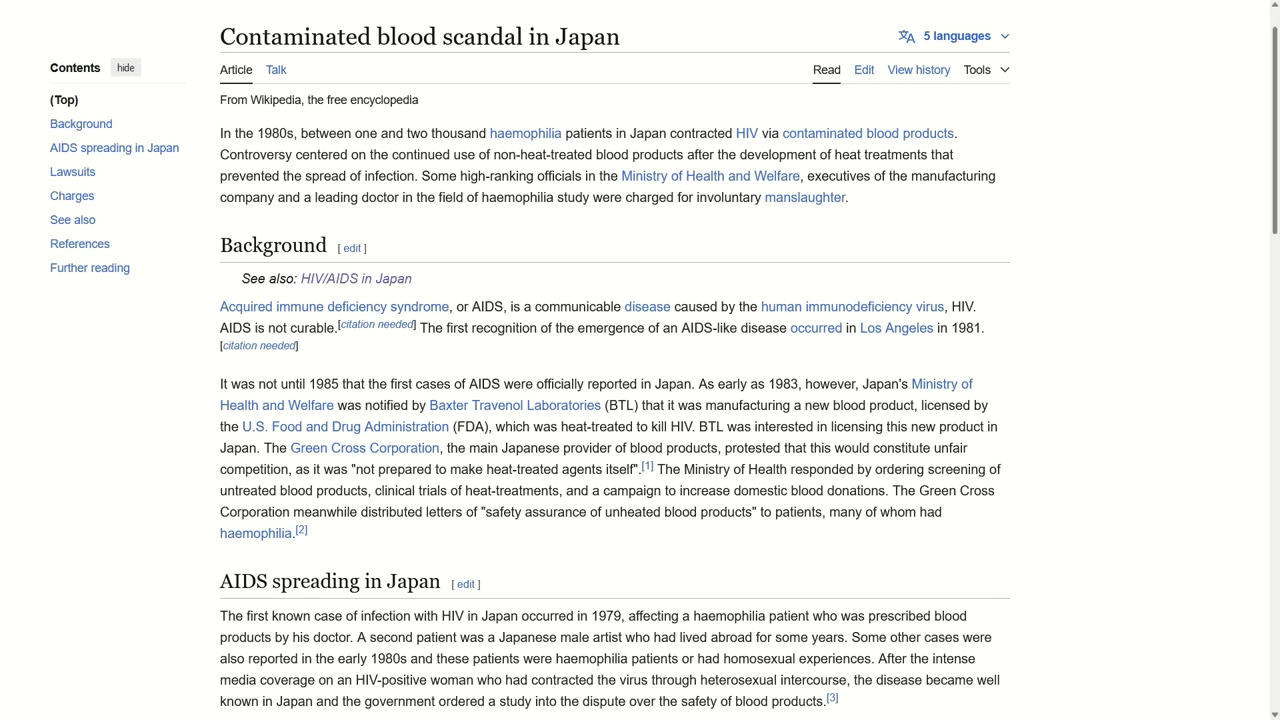 Contaminated blood scandal in Japan
5 languages
Contents hide
Article Talk Read Edit View history Tools
(Top)
Background
AIDS spreading in Japan
Lawsuits
Charges
See also
References
Further reading
From Wikipedia, the free encyclopedia
In the 1980s, between one and two thousand haemophilia patients in Japan contracted HIV via contaminated blood products.
Controversy centered on the continued use of non-heat-treated blood products after the development of heat treatments that
prevented the spread of infection. Some high-ranking officials in the Ministry of Health and Welfare, executives of the manufacturing
company and a leading doctor in the field of haemophilia study were charged for involuntary manslaughter.
Background [ edit ]
See also: HIV/AIDS in Japan
Acquired immune deficiency syndrome, or AIDS, is a communicable disease caused by the human immunodeficiency virus, HIV.
AIDS is not curable.[citation needed] The first recognition of the emergence of an AIDS-like disease occurred in Los Angeles in 1981.
[citation needed]
It was not until 1985 that the first cases of AIDS were officially reported in Japan. As early as 1983, however, Japan's Ministry of
Health and Welfare was notified by Baxter Travenol Laboratories (BTL) that it was manufacturing a new blood product, licensed by
the U.S. Food and Drug Administration (FDA), which was heat-treated to kill HIV. BTL was interested in licensing this new product in
Japan. The Green Cross Corporation, the main Japanese provider of blood products, protested that this would constitute unfair
competition, as it was "not prepared to make heat-treated agents itself".[1] The Ministry of Health responded by ordering screening of
untreated blood products, clinical trials of heat-treatments, and a campaign to increase domestic blood donations. The Green Cross
Corporation meanwhile distributed letters of "safety assurance of unheated blood products" to patients, many of whom had
haemophilia.[2]
AIDS spreading in Japan [ edit ]
The first known case of infection with HIV in Japan occurred in 1979, affecting a haemophilia patient who was prescribed blood
products by his doctor. A second patient was a Japanese male artist who had lived abroad for some years. Some other cases were
also reported in the early 1980s and these patients were haemophilia patients or had homosexual experiences. After the intense
media coverage on an HIV-positive woman who had contracted the virus through heterosexual intercourse, the disease became well
known in Japan and the government ordered a study into the dispute over the safety of blood products.[3]